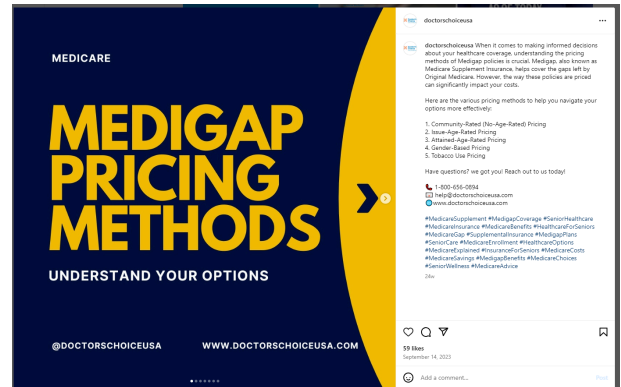 MEDICARE
MEDIGAP
PRICING
METHODS
UNDERSTAND YOUR OPTIONS
@DOCTORSCHOICEUSA WWW.DOCTORSCHOICEUSA.COM
doctorschoiceusa
doctorschoiceusa When it comes to making informed decisions
about your healthcare coverage, understanding the pricing
methods of Medigap policies is crucial. Medigap, also known as
Medicare Supplement Insurance, helps cover the gaps left by
Original Medicare. However, the way these policies are priced
can significantly impact your costs.
Here are the various pricing methods to help you navigate your
options more effectively:
1. Community-Rated (No-Age-Rated) Pricing
2. Issue-Age-Rated Pricing
3. Attained-Age-Rated Pricing
4. Gender-Based Pricing
5. Tobacco Use Pricing
Have questions? we got you! Reach out to us today!
1-800-656-0894
help@doctorschoiceusa.com
www.doctorschoiceusa.com
#MedicareSupplement #MedigapCoverage #SeniorHealthcare
#MedicareInsurance #MedicareBenefits #HealthcareForSeniors
#MedicareGap #SupplementalInsurance #MedigapPlans
#SeniorCare #MedicareEnrollment #HealthcareOptions
#MedicareExplained #InsuranceForSeniors #MedicareCosts
#MedicareSavings #MedigapBenefits #MedicareChoices
#SeniorWellness #MedicareAdvice
24w
59 likes
September 14, 2023
Add a comment...
Post